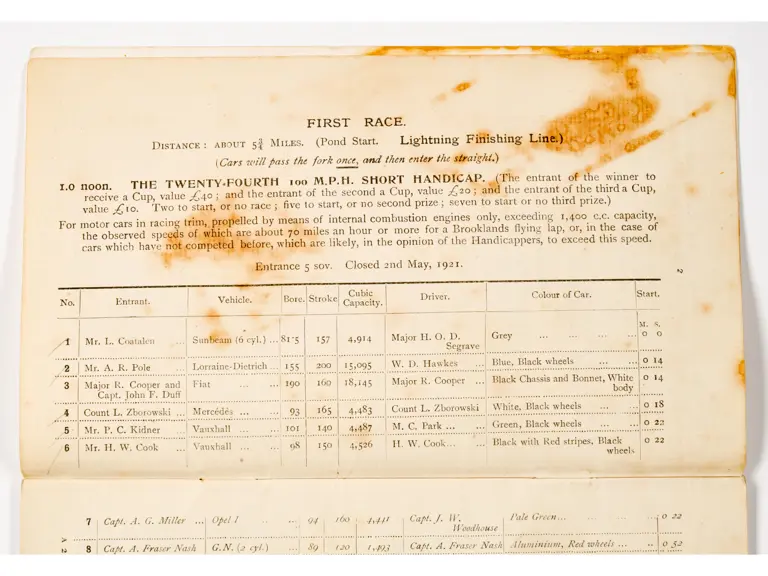 FIRST RACE.
DISTANCE: ABOUT 5¾ MILES. (Pond Start. Lightning Finishing Line.)
(Cars will pass the fork once, and then enter the straight.)
1.0 noon. THE TWENTY-FOURTH 100 M.P.H. SHORT HANDICAP. (The entrant of the winner to
receive a Cup, value £40; and the entrant of the second a Cup, value £20; and the entrant of the third a Cup,
value £10. Two to start, or no race; five to start, or no second prize; seven to start or no third prize.)
For motor cars in racing trim, propelled by means of internal combustion engines only, exceeding 1,400 c.c. capacity,
the observed speeds of which are about 70 miles an hour or more for a Brooklands flying lap, or, in the case of
cars which have not competed before, which are likely, in the opinion of the Handicappers, to exceed this speed.
Entrance 5 sov. Closed 2nd May, 1921.
2
No. Entrant. Vehicle. Bore. Stroke Cubic Capacity. Driver. Colour of Car. Start.
M. S.
1 Mr. L. Coatalen ... Sunbeam (6 cyl.) ... 81·5 157 4,914 Major H. O. D. Segrave Grey ... ... ... ... 0 0
2 Mr. A. R. Pole Lorraine-Dietrich ... 155 200 15,095 W. D. Hawkes ... Blue, Black wheels ... ... 0 14
3 Major R. Cooper and Capt. John F. Duff Fiat ... ... 190 160 18,145 Major R. Cooper ... Black Chassis and Bonnet, White body 0 14
4 Count L. Zborowski ... Mercédès ... ... 93 165 4,483 Count L. Zborowski White, Black wheels ... ... 0 18
5 Mr. P. C. Kidner Vauxhall ... ... 101 140 4,487 M. C. Park ... ... Green, Black wheels ... ... 0 22
6 Mr. H. W. Cook ... Vauxhall ... ... 98 150 4,526 H. W. Cook ... ... Black with Red stripes, Black wheels 0 22
7 Capt. A. G. Miller ... Opel I ... ... 94 160 4,441 Capt. J. W. Woodhouse Pale Green ... ... ... 0 22
8 Capt. A. Fraser Nash G.N. (2 cyl.) ... 89 120 1,493 Capt. A. Fraser Nash Aluminium, Red wheels ... ... 0 52